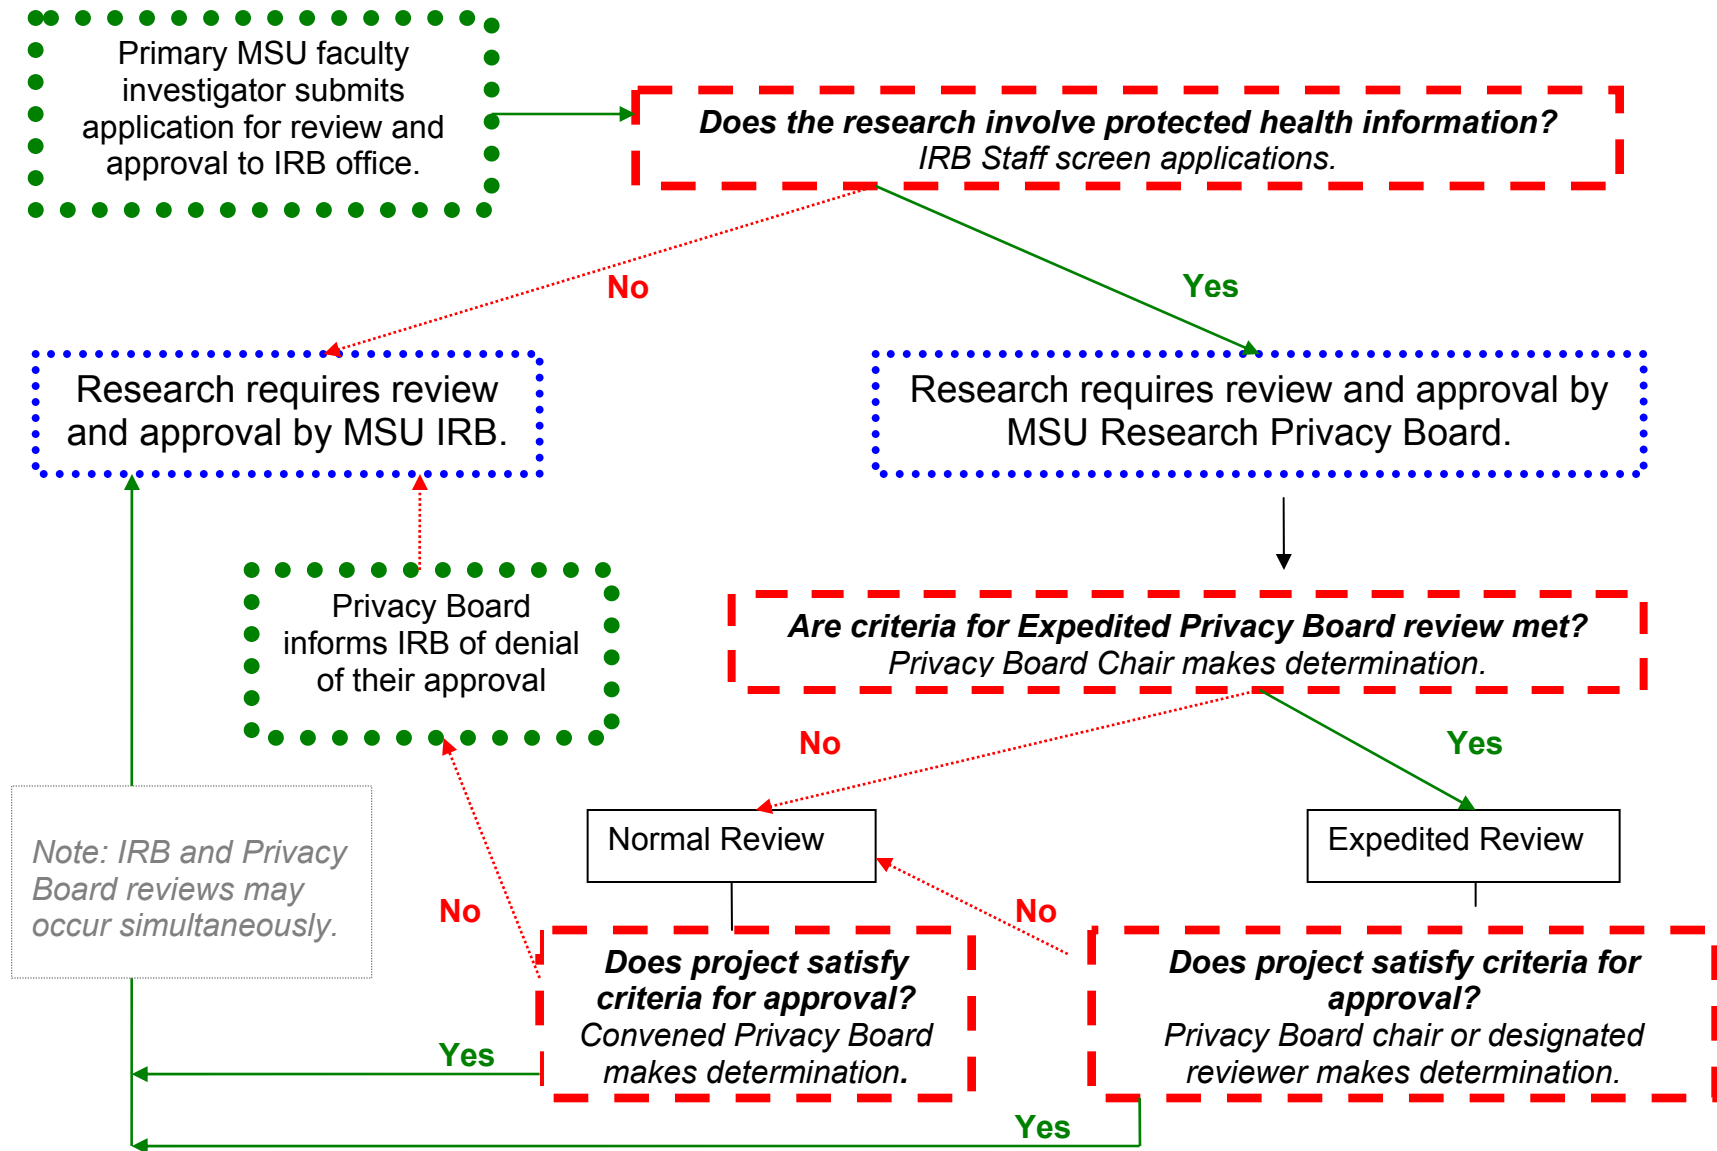 Primary MSU faculty
investigator submits
application for review and
approval to IRB office.
Does the research involve protected health information?
IRB Staff screen applications.
No
Yes
Research requires review
and approval by MSU IRB.
Research requires review and approval by
MSU Research Privacy Board.
Privacy Board
informs IRB of denial
of their approval
Are criteria for Expedited Privacy Board review met?
Privacy Board Chair makes determination.
No
Yes
Normal Review
Expedited Review
Note: IRB and Privacy
Board reviews may
occur simultaneously.
No
No
Does project satisfy
criteria for approval?
Convened Privacy Board
makes determination.
Does project satisfy criteria for
approval?
Privacy Board chair or designated
reviewer makes determination.
Yes
Yes